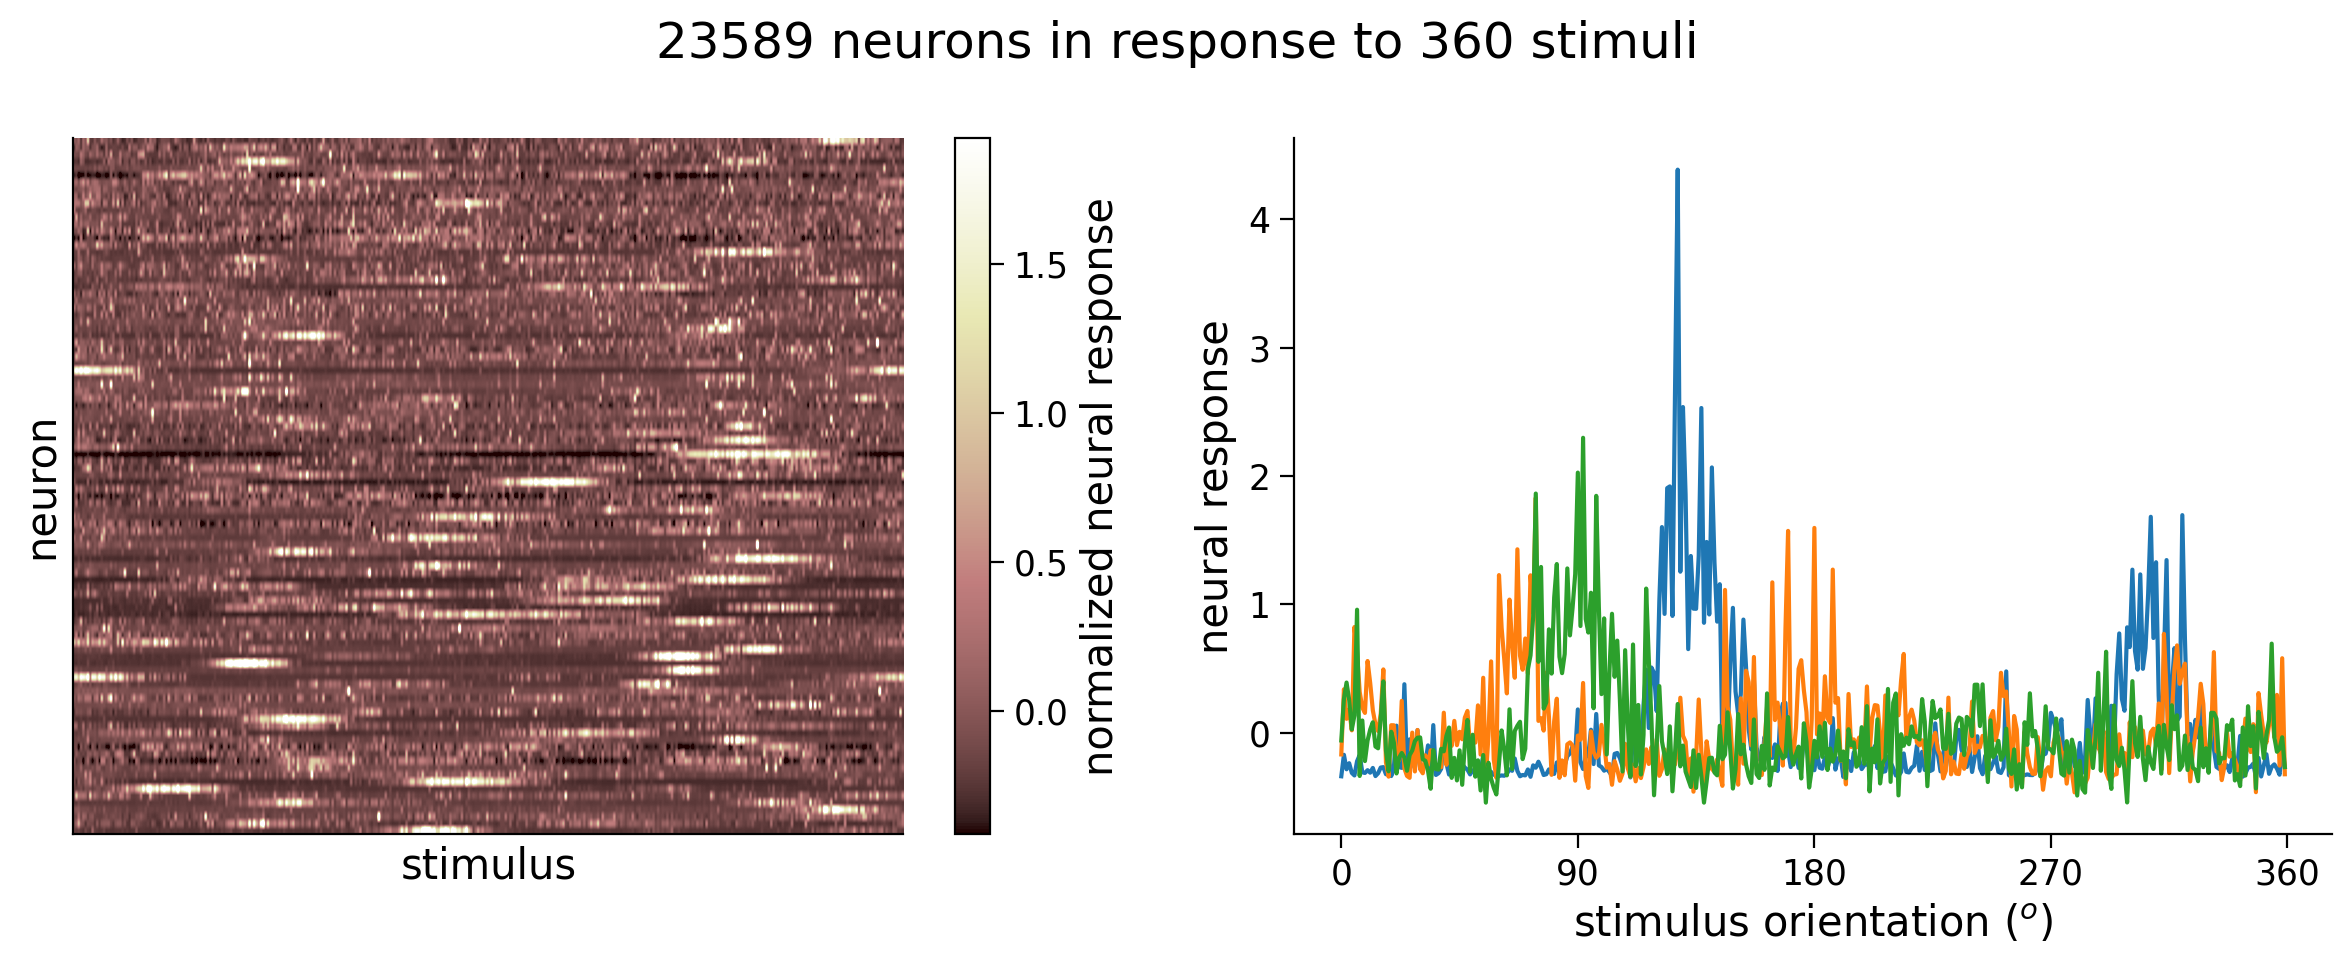 23589 neurons in response to 360 stimuli
neuron
stimulus
1.5
1.0
0.5
0.0
normalized neural response
neural response
4
3
2
1
0
0 90 180 270 360
stimulus orientation (°)